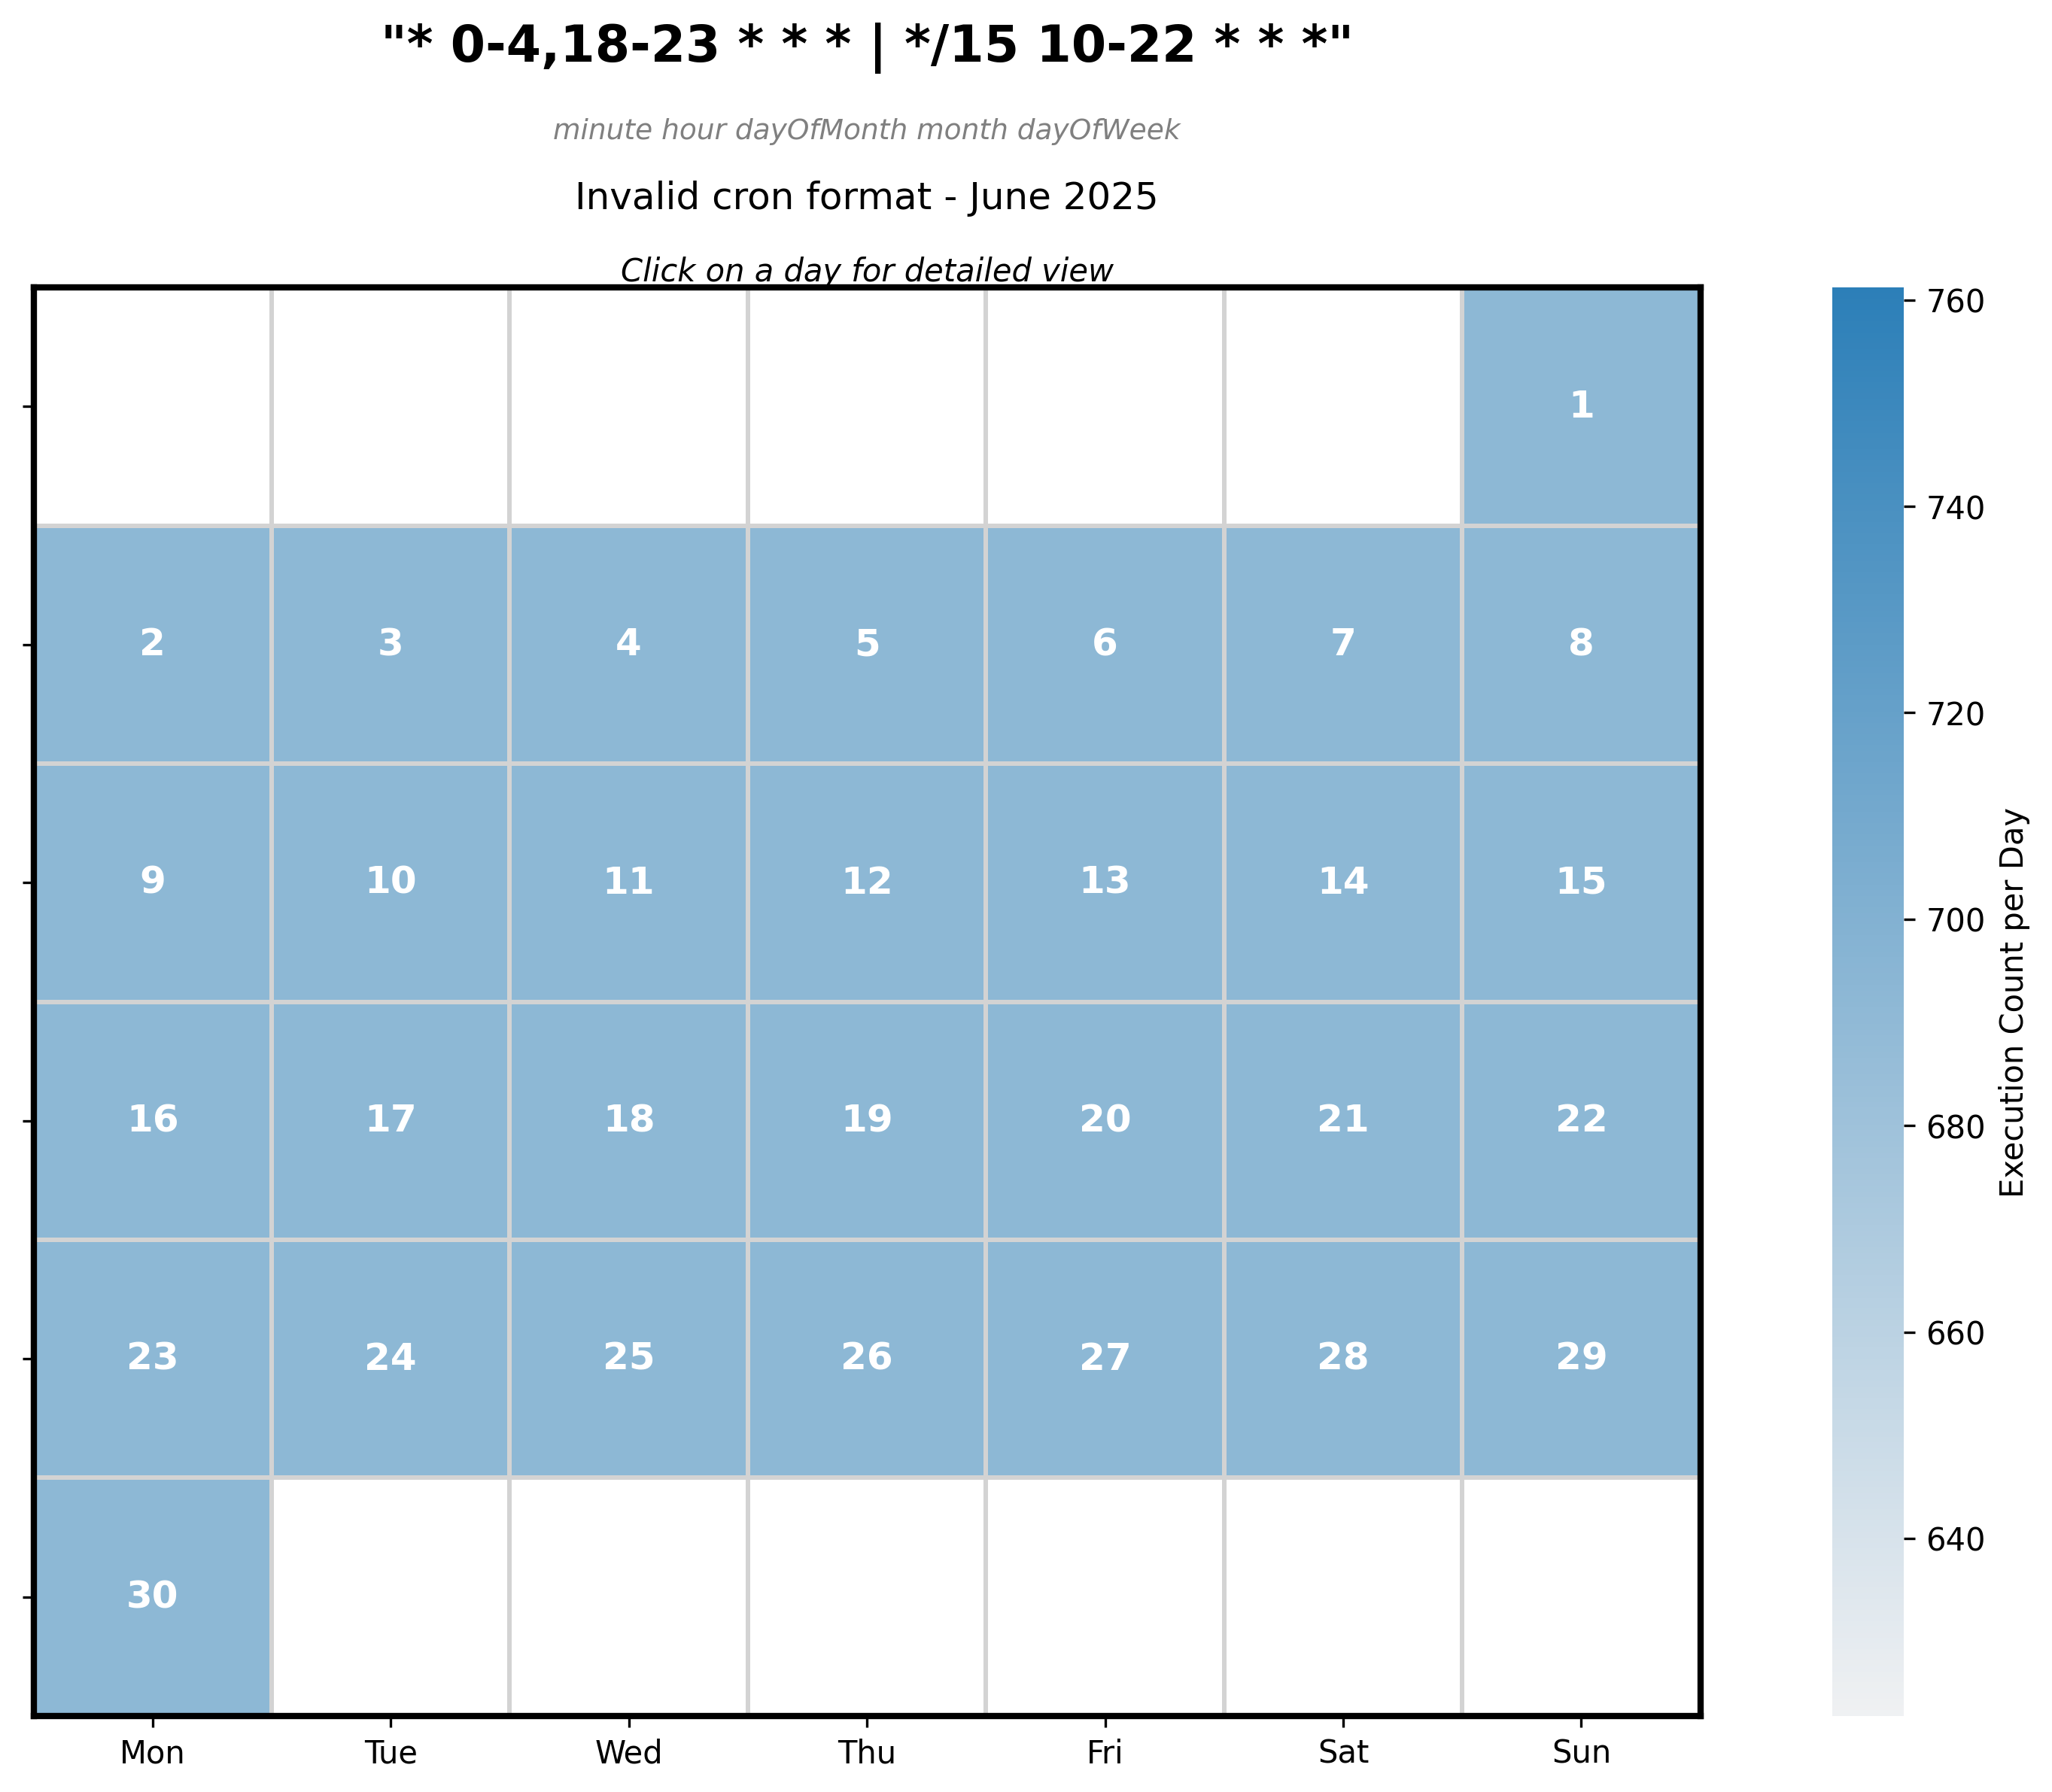 "* 0-4,18-23 * * * | */15 10-22 * * *"
minute hour dayOfMonth month dayOfWeek
Invalid cron format - June 2025
Click on a day for detailed view
1
2 3 4 5 6 7 8
9 10 11 12 13 14 15
16 17 18 19 20 21 22
23 24 25 26 27 28 29
30
Mon Tue Wed Thu Fri Sat Sun
760
740
720
700
680
660
640
Execution Count per Day